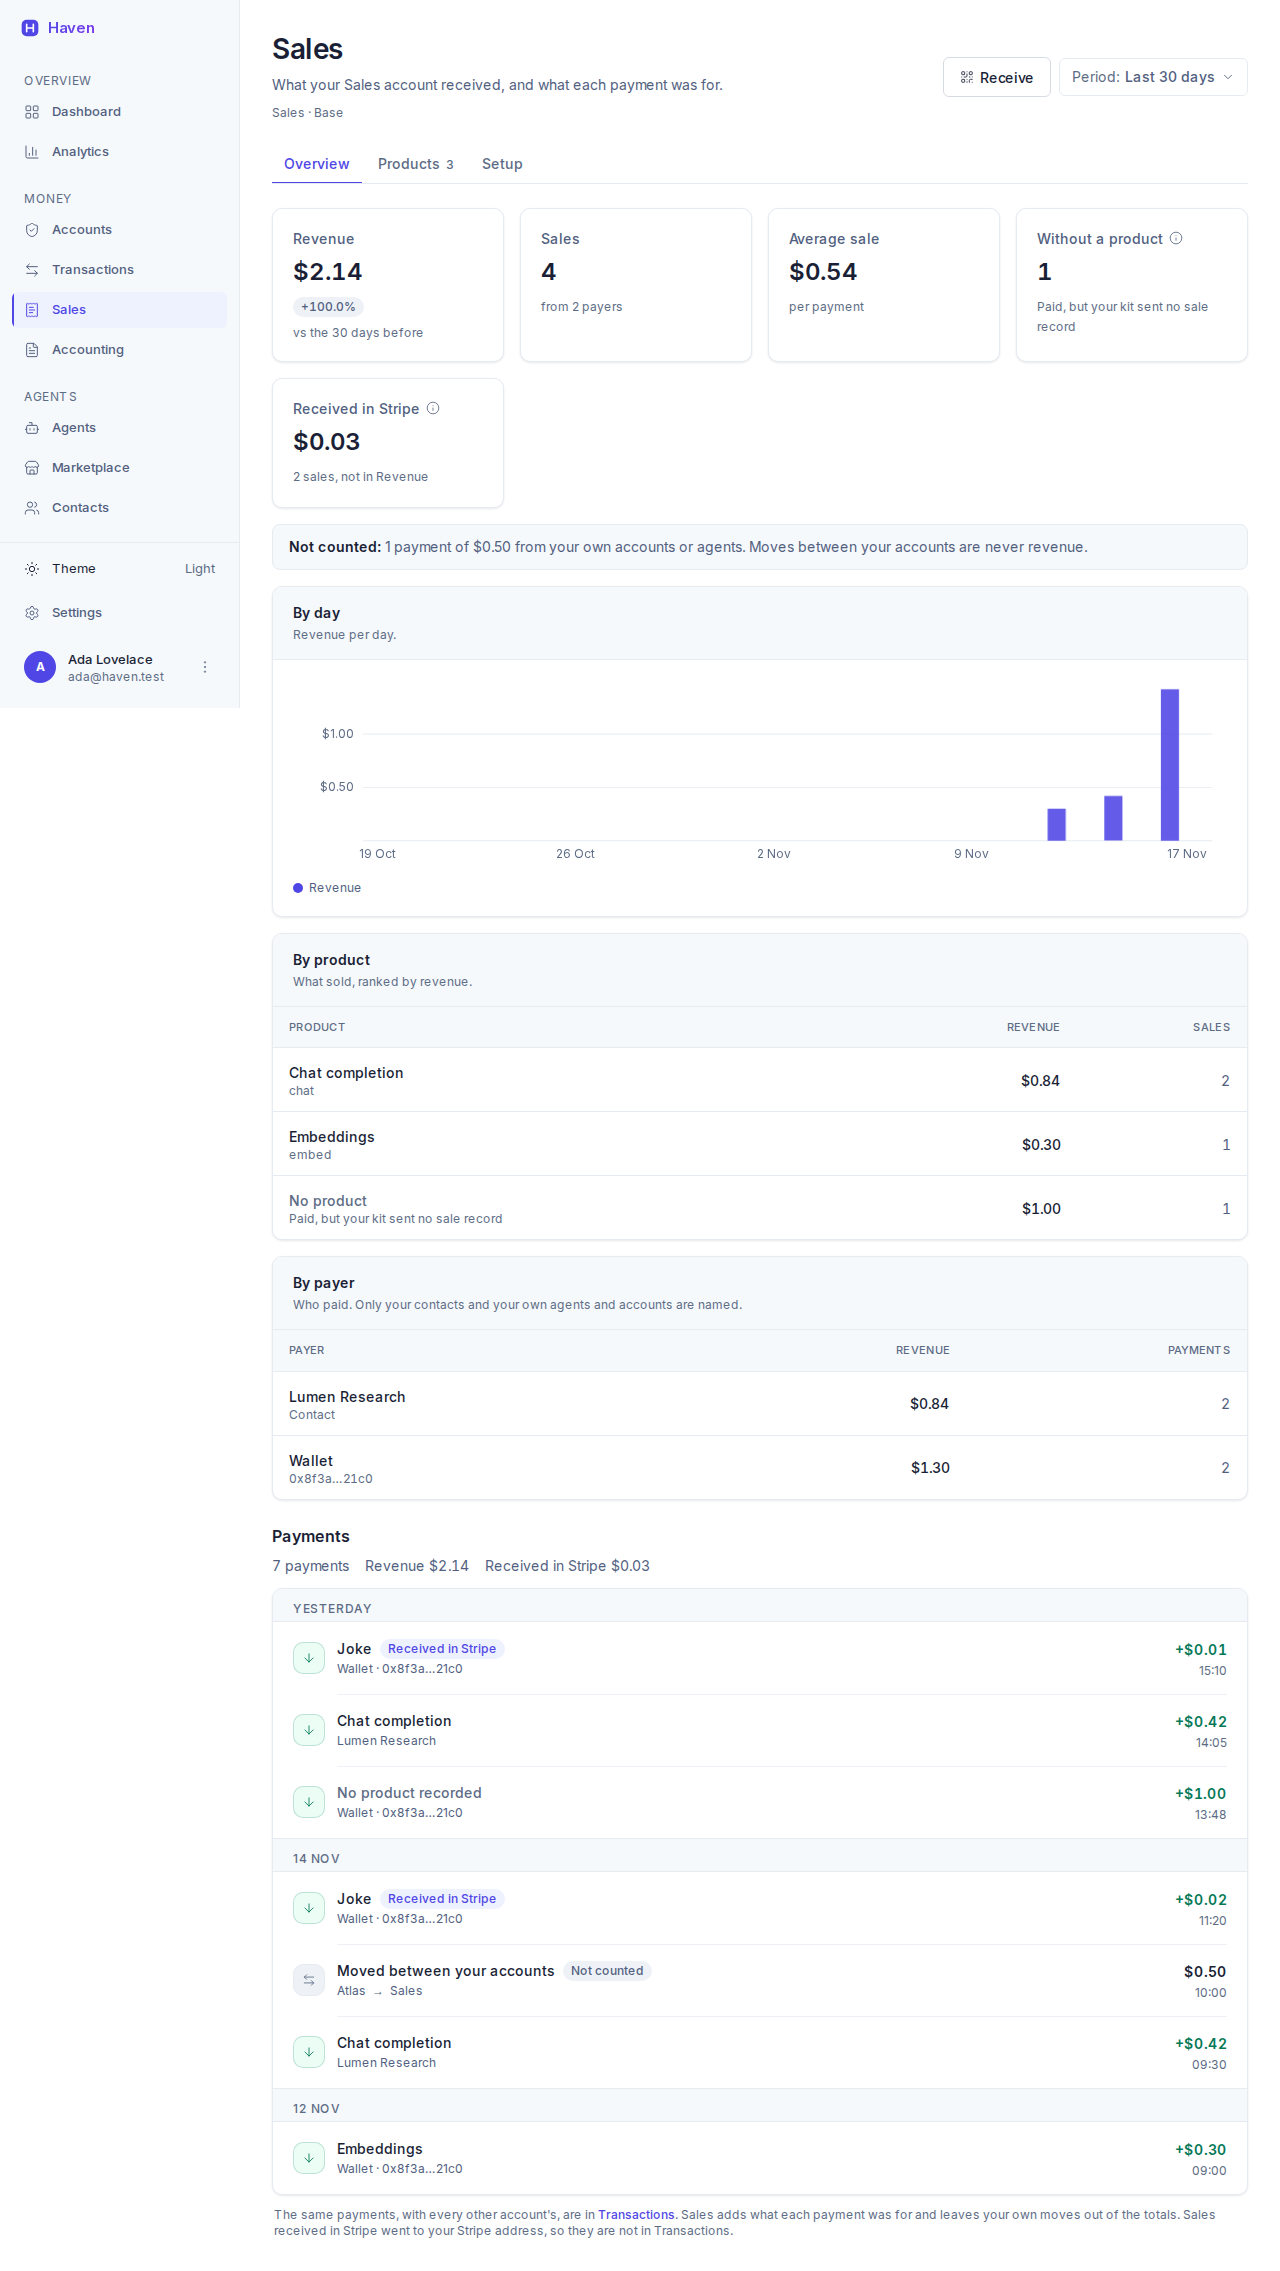 Haven
OVERVIEW
Dashboard
Analytics
MONEY
Accounts
Transactions
Sales
Accounting
AGENTS
Agents
Marketplace
Contacts
Theme Light
Settings
A
Ada Lovelace
ada@haven.test
Sales
What your Sales account received, and what each payment was for.
Sales · Base
Receive
Period: Last 30 days
Overview Products 3 Setup
Revenue
$2.14
+100.0%
vs the 30 days before
Sales
4
from 2 payers
Average sale
$0.54
per payment
Without a product
1
Paid, but your kit sent no sale
record
Received in Stripe
$0.03
2 sales, not in Revenue
Not counted: 1 payment of $0.50 from your own accounts or agents. Moves between your accounts are never revenue.
By day
Revenue per day.
$1.00
$0.50
19 Oct 26 Oct 2 Nov 9 Nov 17 Nov
Revenue
By product
What sold, ranked by revenue.
PRODUCT REVENUE SALES
Chat completion
chat
$0.84 2
Embeddings
embed
$0.30 1
No product
Paid, but your kit sent no sale record
$1.00 1
By payer
Who paid. Only your contacts and your own agents and accounts are named.
PAYER REVENUE PAYMENTS
Lumen Research
Contact
$0.84 2
Wallet
0x8f3a...21c0
$1.30 2
Payments
7 payments Revenue $2.14 Received in Stripe $0.03
YESTERDAY
Joke Received in Stripe +$0.01
Wallet · 0x8f3a...21c0 15:10
Chat completion +$0.42
Lumen Research 14:05
No product recorded +$1.00
Wallet · 0x8f3a...21c0 13:48
14 NOV
Joke Received in Stripe +$0.02
Wallet · 0x8f3a...21c0 11:20
Moved between your accounts Not counted $0.50
Atlas → Sales 10:00
Chat completion +$0.42
Lumen Research 09:30
12 NOV
Embeddings +$0.30
Wallet · 0x8f3a...21c0 09:00
The same payments, with every other account's, are in Transactions. Sales adds what each payment was for and leaves your own moves out of the totals. Sales
received in Stripe went to your Stripe address, so they are not in Transactions.